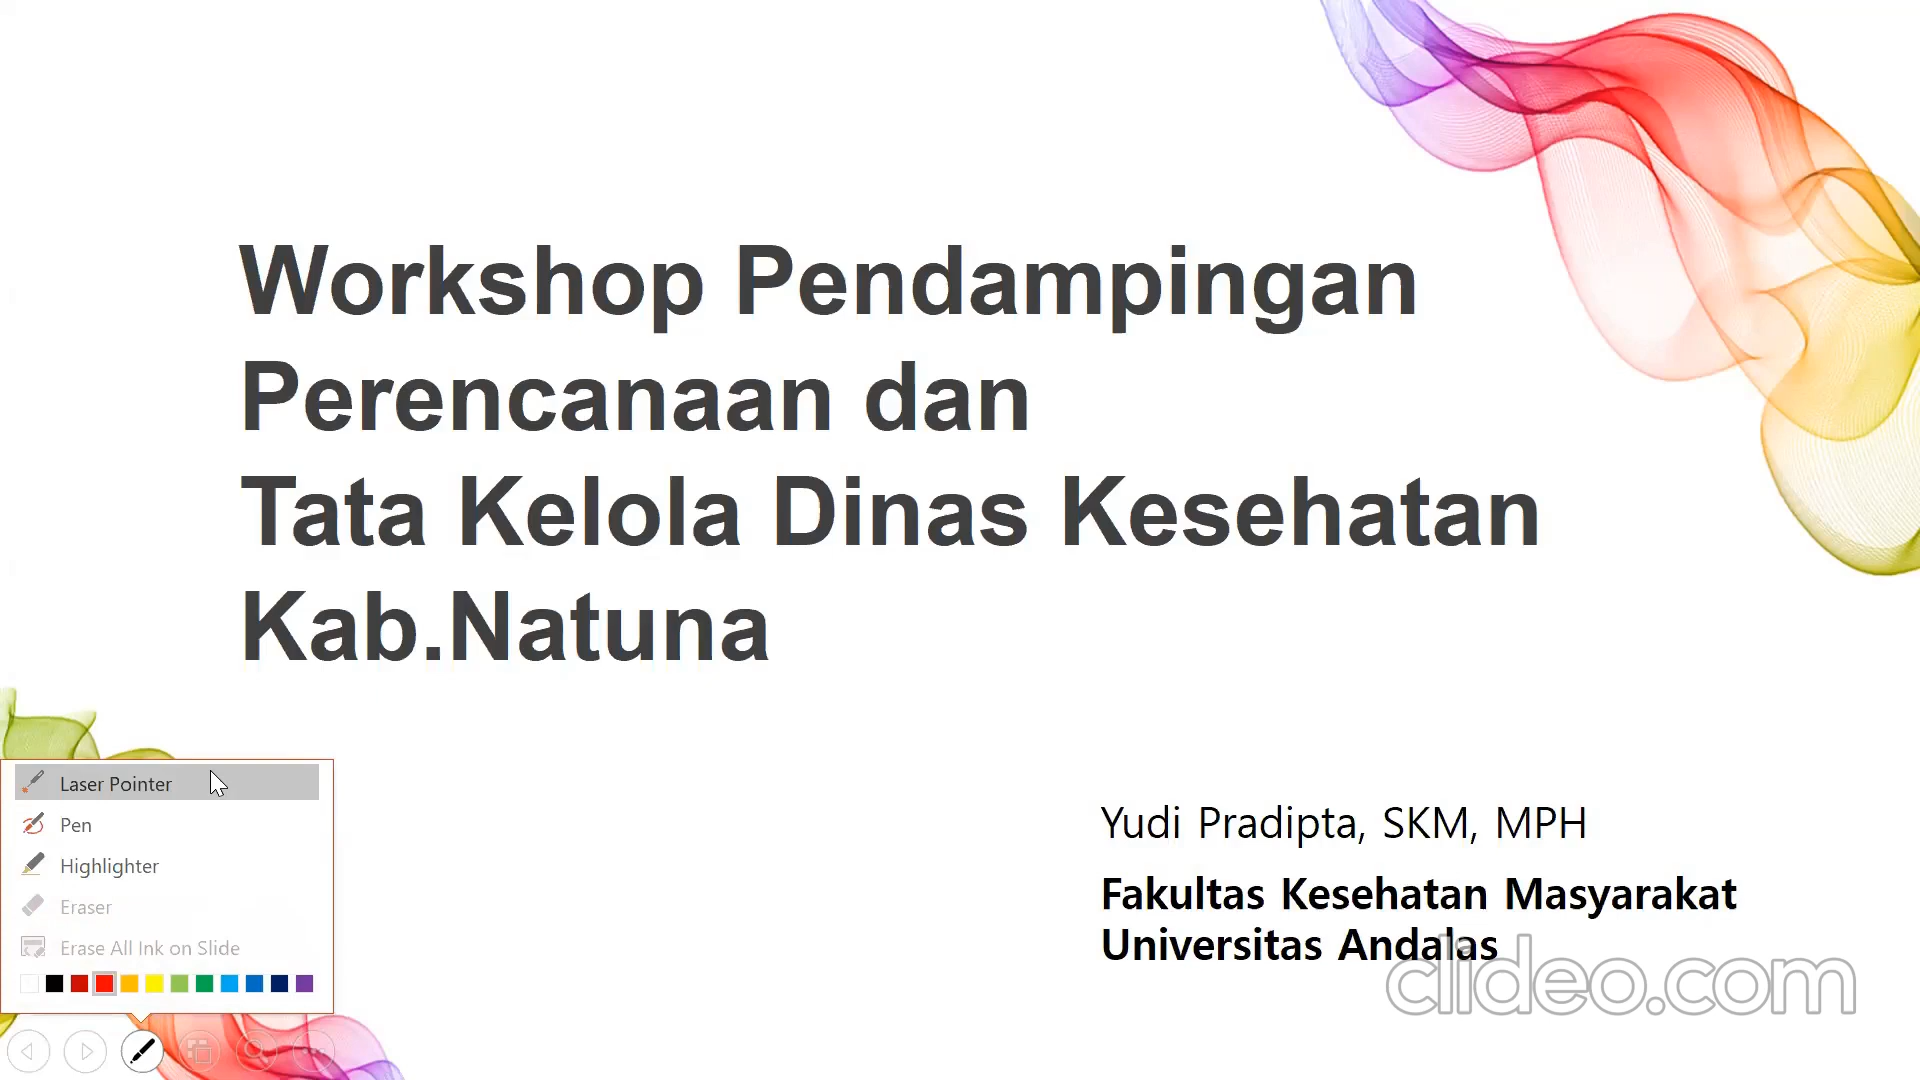 Workshop Pendampingan
Perencanaan dan
Tata Kelola Dinas Kesehatan
Kab.Natuna
Yudi Pradipta, SKM, MPH
Fakultas Kesehatan Masyarakat
Universitas Andalas
clideo.com
Laser Pointer
Pen
Highlighter
Eraser
Erase All Ink on Slide